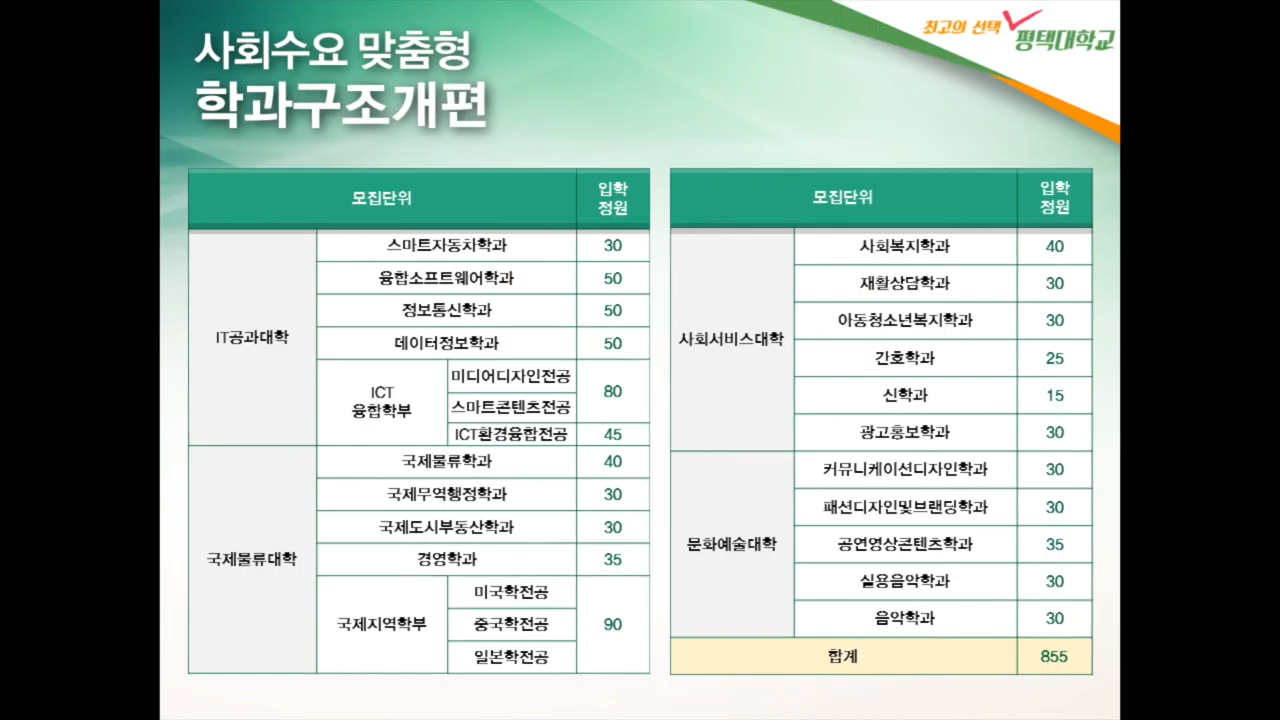 최고의 선택
평택대학교
사회수요 맞춤형
학과구조개편
모집단위
입학
정원
IT공과대학
스마트자동차학과 30
융합소프트웨어학과 50
정보통신학과 50
데이터정보학과 50
ICT
융합학부
미디어디자인전공
80
스마트콘텐츠전공
ICT환경융합전공 45
국제물류대학
국제물류학과 40
국제무역행정학과 30
국제도시부동산학과 30
경영학과 35
국제지역학부
미국학전공
중국학전공 90
일본학전공
모집단위
입학
정원
사회서비스대학
사회복지학과 40
재활상담학과 30
아동청소년복지학과 30
간호학과 25
신학과 15
광고홍보학과 30
문화예술대학
커뮤니케이션디자인학과 30
패션디자인및브랜딩학과 30
공연영상콘텐츠학과 35
실용음악학과 30
음악학과 30
합계 855